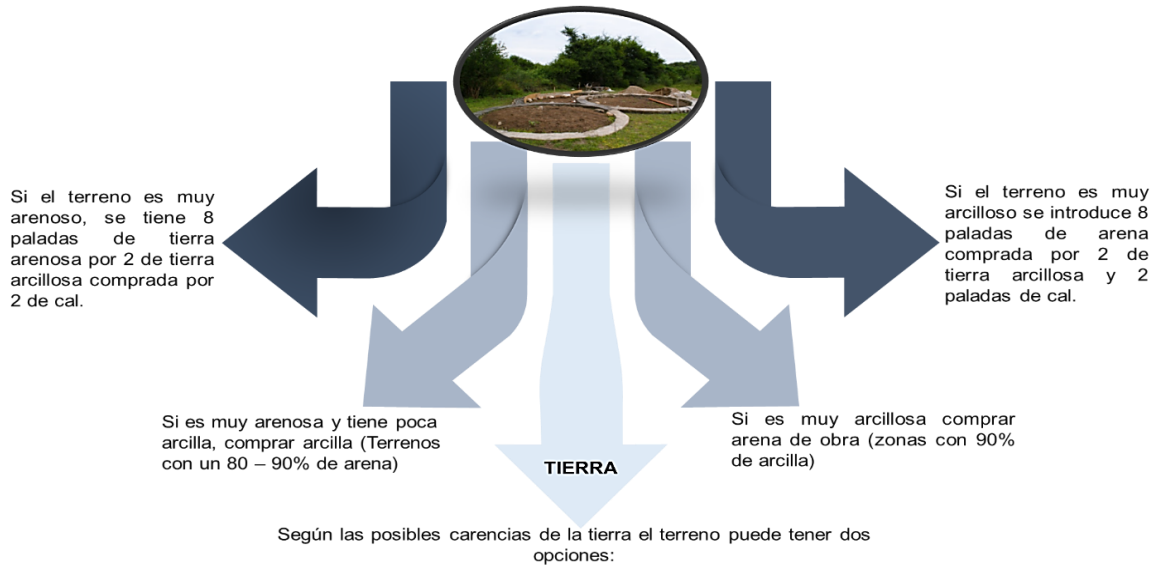 Si el terreno es muy
arenoso, se tiene 8
paladas de tierra
arenosa por 2 de tierra
arcillosa comprada por
2 de cal.
Si el terreno es muy
arcilloso se introduce 8
paladas de arena
comprada por 2 de
tierra arcillosa y 2
paladas de cal.
Si es muy arenosa y tiene poca
arcilla, comprar arcilla (Terrenos
con un 80 – 90% de arena)
Si es muy arcillosa comprar
arena de obra (zonas con 90%
de arcilla)
TIERRA
Según las posibles carencias de la tierra el terreno puede tener dos
opciones: